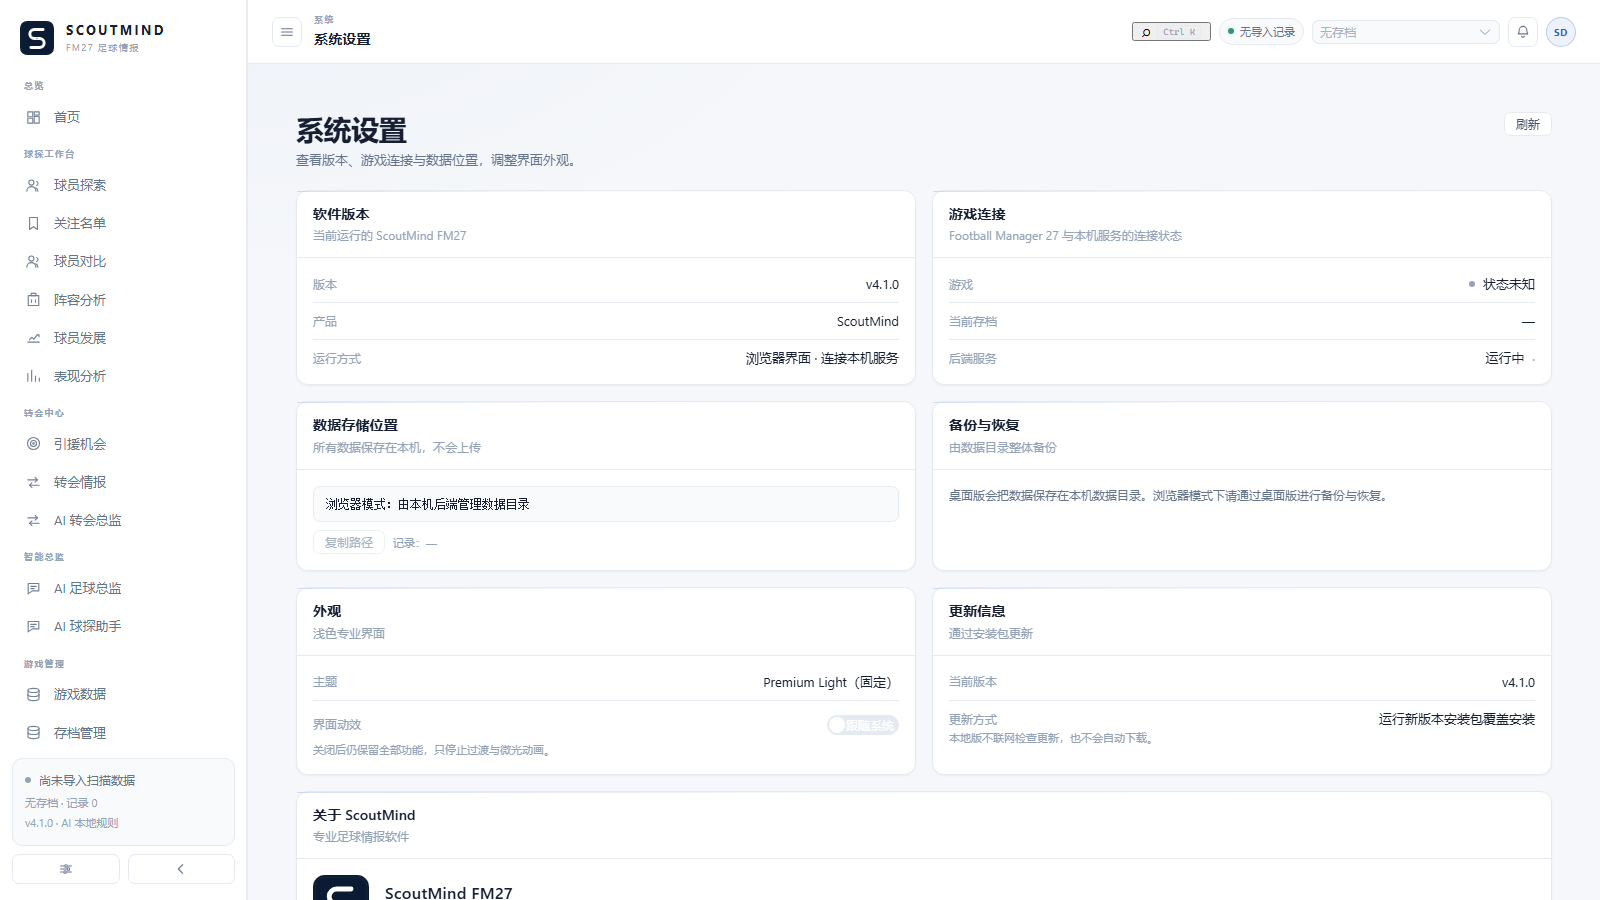 SCOUTMIND
FM27 足球情报
总览
首页
球探工作台
球员探索
关注名单
球员对比
阵容分析
球员发展
表现分析
转会中心
引援机会
转会情报
AI 转会总监
智能总监
AI 足球总监
AI 球探助手
游戏管理
游戏数据
存档管理
尚未导入扫描数据
无存档 · 记录 0
v4.1.0 · AI 本地规则
系统
系统设置
Ctrl K
无导入记录
无存档
SD
系统设置
查看版本、游戏连接与数据位置，调整界面外观。
刷新
软件版本
当前运行的 ScoutMind FM27
版本 v4.1.0
产品 ScoutMind
运行方式 浏览器界面 · 连接本机服务
游戏连接
Football Manager 27 与本机服务的连接状态
游戏 状态未知
当前存档 —
后端服务 运行中 ·
数据存储位置
所有数据保存在本机，不会上传
浏览器模式：由本机后端管理数据目录
复制路径 记录：—
备份与恢复
由数据目录整体备份
桌面版会把数据保存在本机数据目录。浏览器模式下请通过桌面版进行备份与恢复。
外观
浅色专业界面
主题 Premium Light（固定）
界面动效 跟随系统
关闭后仍保留全部功能，只停止过渡与微光动画。
更新信息
通过安装包更新
当前版本 v4.1.0
更新方式 运行新版本安装包覆盖安装
本地版不联网检查更新，也不会自动下载。
关于 ScoutMind
专业足球情报软件
ScoutMind FM27